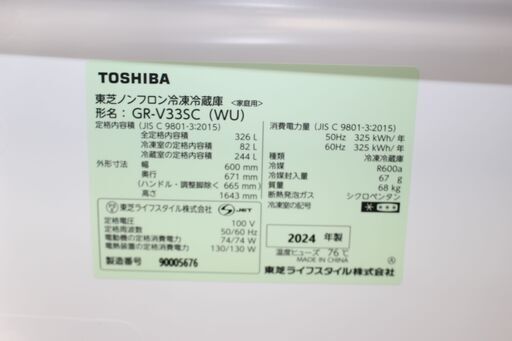 TOSHIBA
東芝ノンフロン冷凍冷蔵庫 <家庭用>
形名: GR-V33SC (WU)
定格内容積 (JIS C 9801-3:2015)
全定格内容積 326 L
冷凍室の定格内容積 82 L
冷蔵室の定格内容積 244 L
外形寸法 幅 600 mm
奥行 671 mm
(ハンドル・調整脚除く 665 mm)
高さ 1643 mm
東芝ライフスタイル株式会社 JET
定格電圧 100 V
定格周波数 50/60 Hz
電動機の定格消費電力 74/74 W
電熱装置の定格消費電力 130/130 W
製造番号 90005676
消費電力量 (JIS C 9801-3:2015)
50Hz 325 kWh/年
60Hz 325 kWh/年
種類 冷凍冷蔵庫
冷媒 R600a
冷媒封入量 67 g
質量 68 kg
断熱発泡ガス シクロペンタン
冷凍室の記号
2024 年製
温度ヒューズ 76℃
MADE IN CHINA
東芝ライフスタイル株式会社